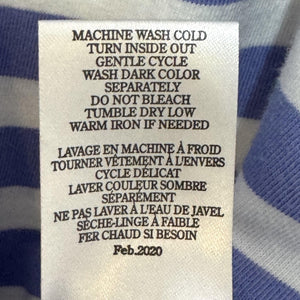 MACHINE WASH COLD
TURN INSIDE OUT
GENTLE CYCLE
WASH DARK COLOR
SEPARATELY
DO NOT BLEACH
TUMBLE DRY LOW
WARM IRON IF NEEDED
LAVAGE EN MACHINE À FROID
TOURNER VÊTEMENT À L'ENVERS
CYCLE DÉLICAT
LAVER COULEUR SOMBRE
SÉPARÉMENT
NE PAS LAVER À L'EAU DE JAVEL
SÈCHE-LINGE À FAIBLE
FER CHAUD SI BESOIN
Feb.2020